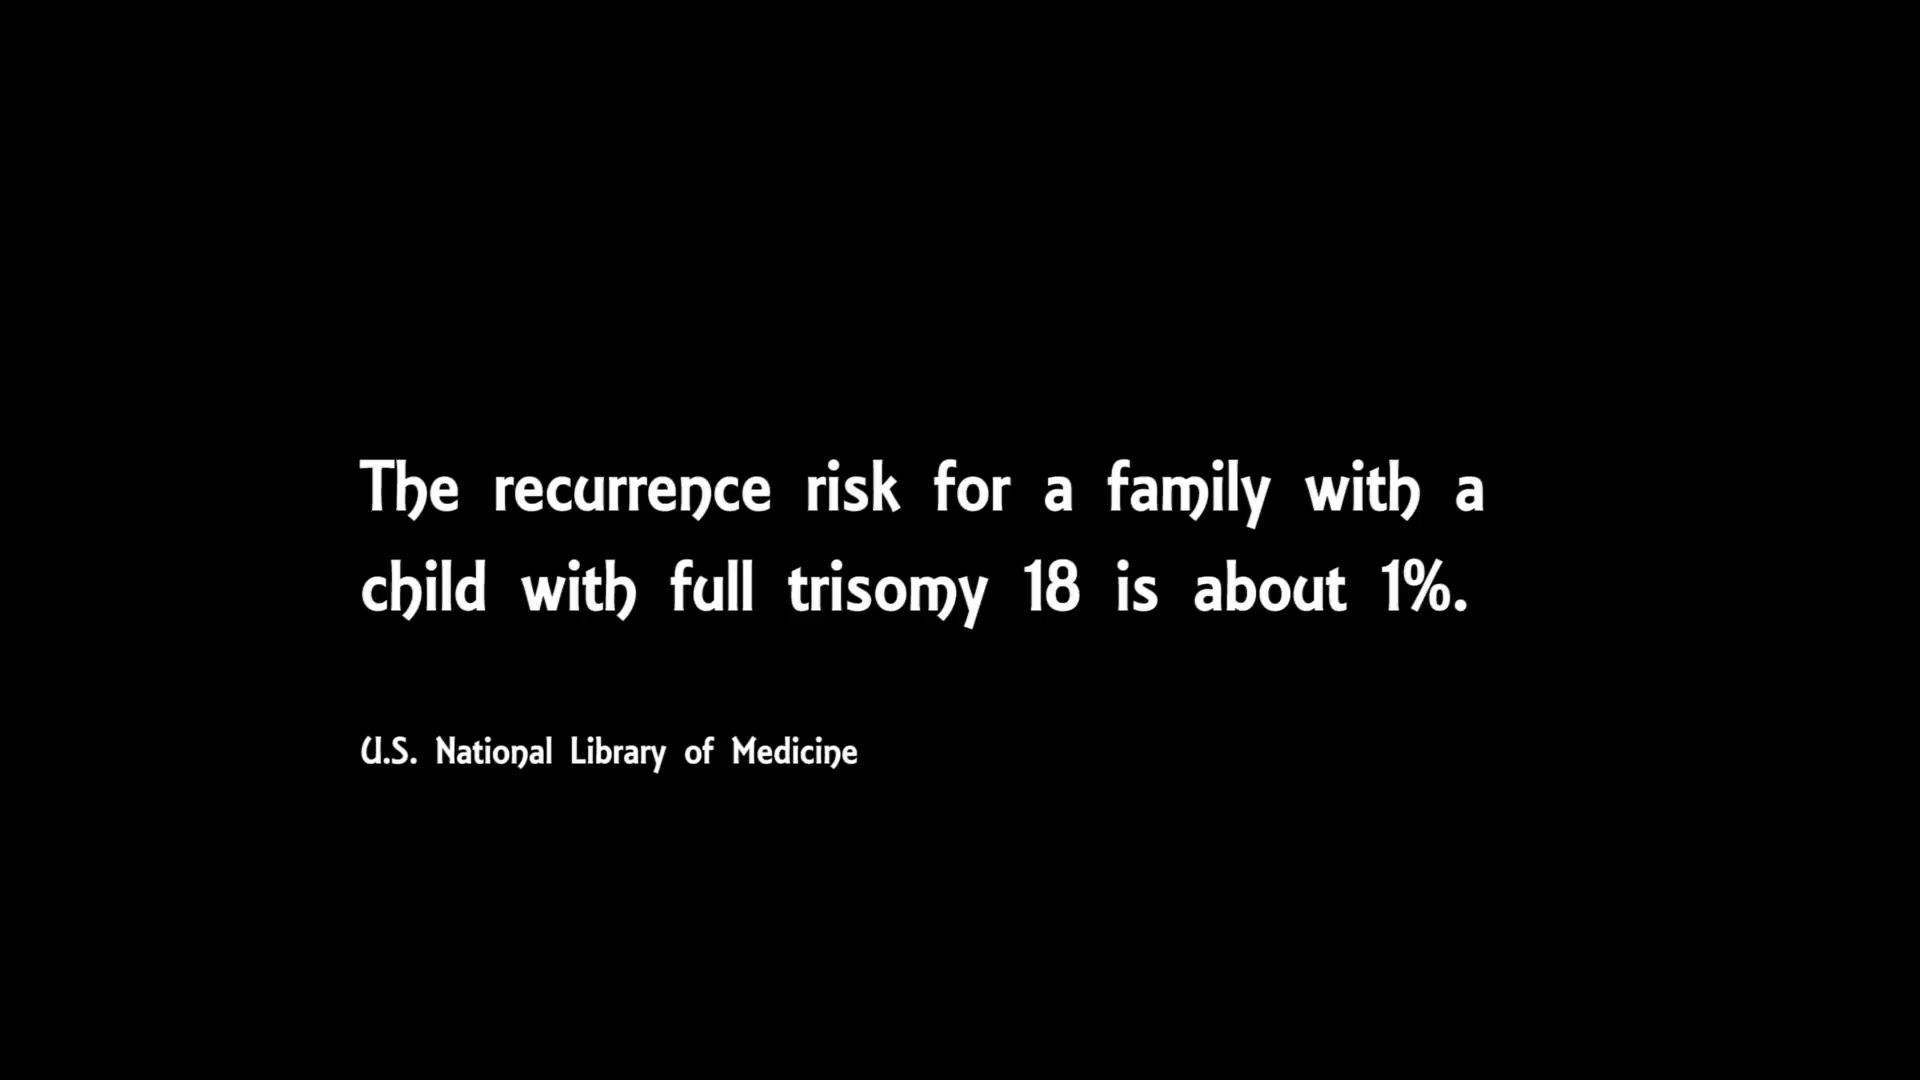 The recurrence risk for a family with a
child with full trisomy 18 is about 1%.
U.S. National Library of Medicine